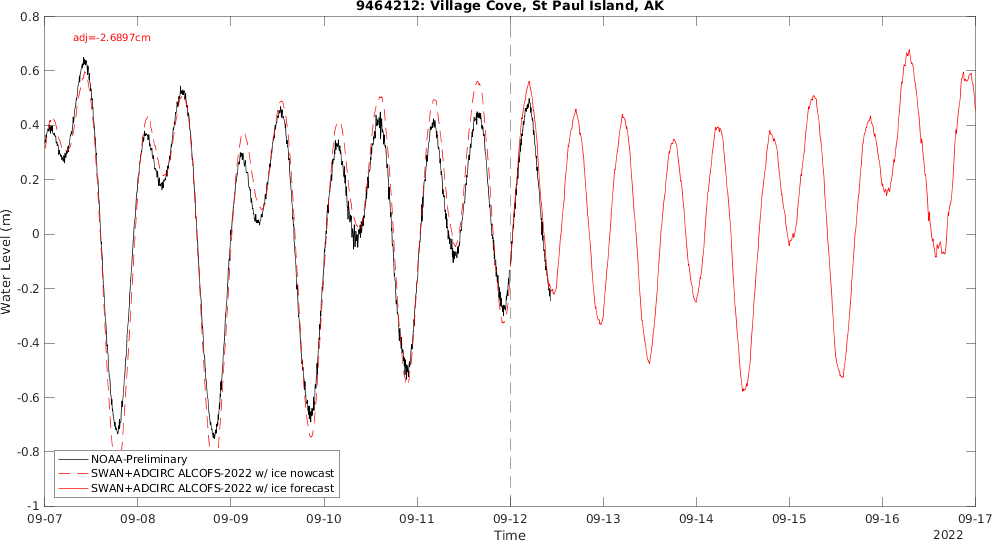 9464212: Village Cove, St Paul Island, AK
adj=-2.6897cm
0.8
0.6
0.4
0.2
0
-0.2
-0.4
-0.6
-0.8
-1
Water Level (m)
NOAA-Preliminary
SWAN+ADCIRC ALCOFS-2022 w/ ice nowcast
SWAN+ADCIRC ALCOFS-2022 w/ ice forecast
09-07 09-08 09-09 09-10 09-11 09-12 09-13 09-14 09-15 09-16 09-17
Time
2022